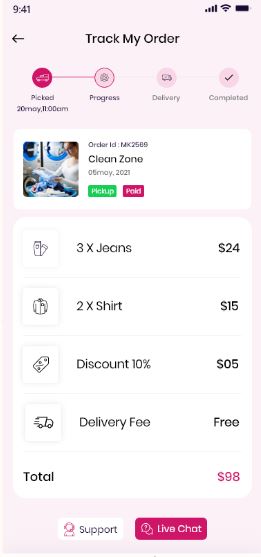 9:41
Track My Order
Picked Progress Delivery Completed
20may,11:00am
Order Id : MK2569
Clean Zone
05may, 2021
Pickup Paid
3 X Jeans $24
2 X Shirt $15
Discount 10% $05
Delivery Fee Free
Total $98
Support Live Chat